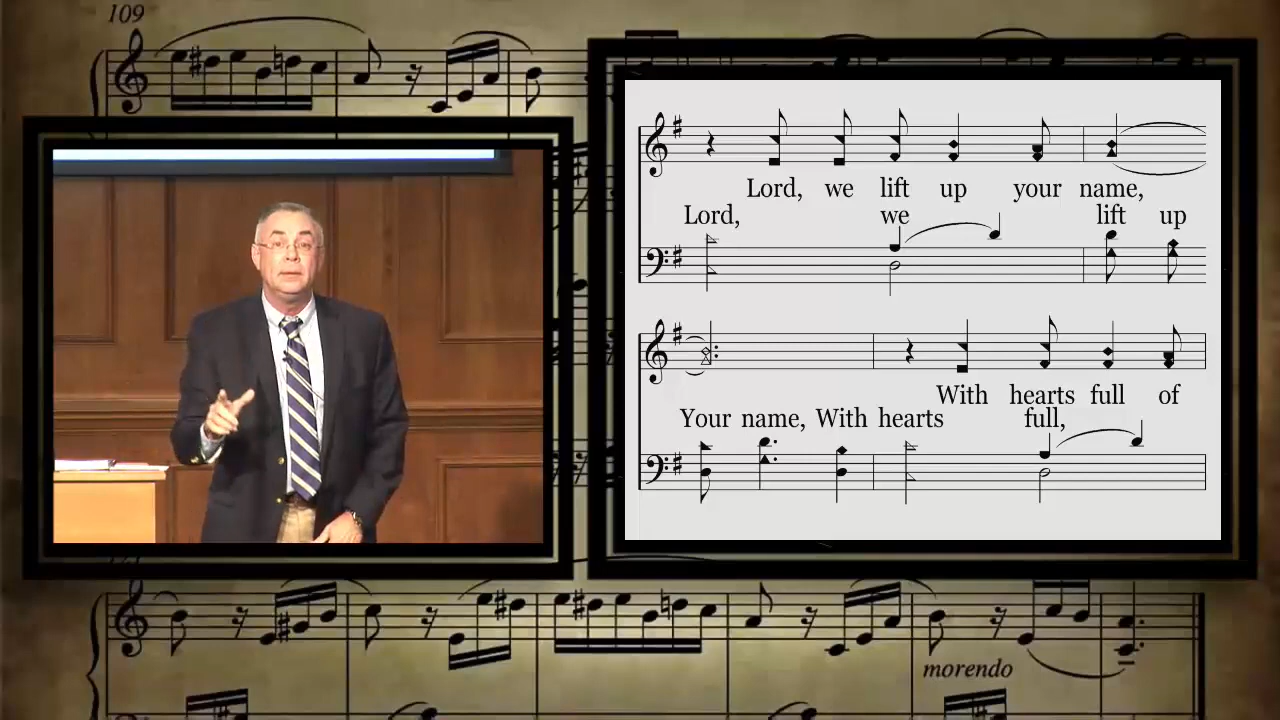 109
Lord, we lift up your name,
Lord, we lift up
With hearts full of
Your name, With hearts full,
morendo